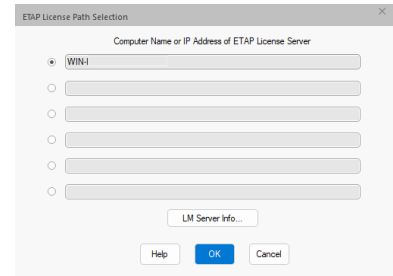 ETAP License Path Selection
Computer Name or IP Address of ETAP License Server
WIN-I
LM Server Info...
Help
OK
Cancel